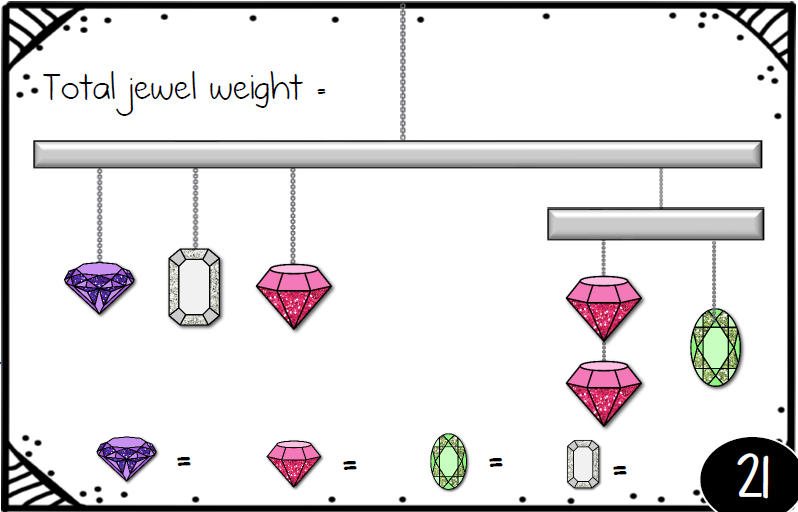 Total jewel weight =
= = = =
21